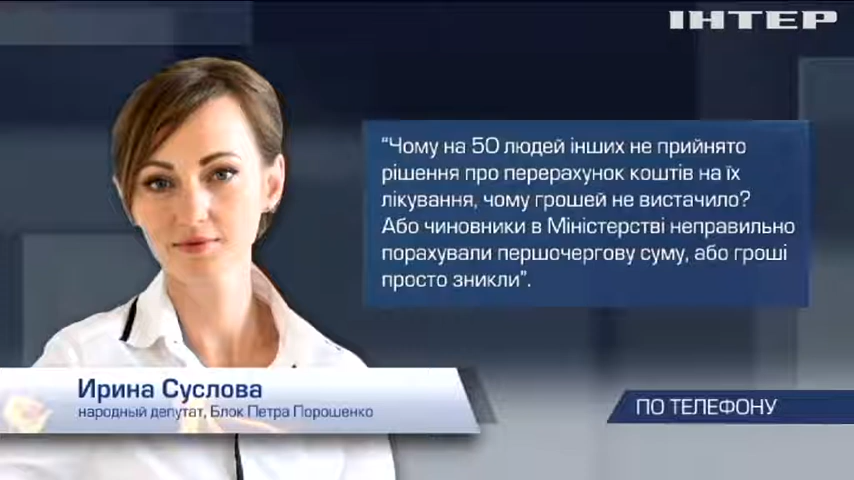 ІНТЕР
“Чому на 50 людей інших не прийнято
рішення про перерахунок коштів на їх
лікування, чому грошей не вистачило?
Або чиновники в Міністерстві неправильно
порахували першочергову суму, або гроші
просто зникли”.
Ирина Суслова
народный депутат, Блок Петра Порошенко
ПО ТЕЛЕФОНУ